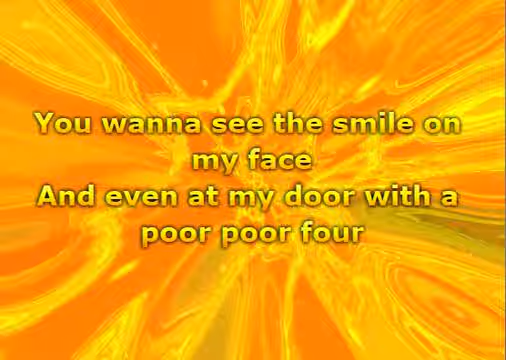 You wanna see the smile on
my face
And even at my door with a
poor poor four